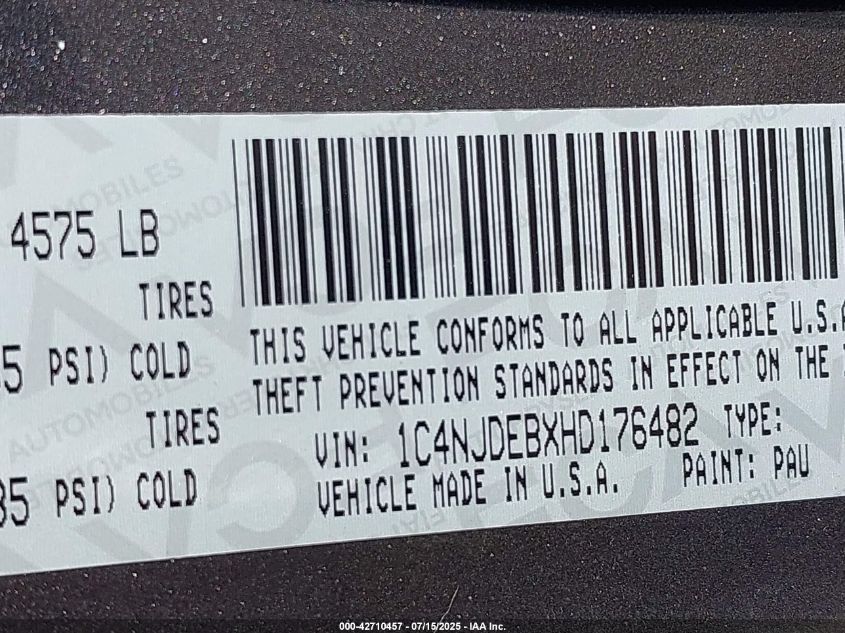 4575 LB
TIRES
5 PSI) COLD
TIRES
35 PSI) COLD
THIS VEHICLE CONFORMS TO ALL APPLICABLE U.S.A
THEFT PREVENTION STANDARDS IN EFFECT ON THE
VIN: 1C4NJDEBXHD176482 TYPE:
VEHICLE MADE IN U.S.A. PAINT: PAU
000-42710457 - 07/15/2025 - IAA Inc.